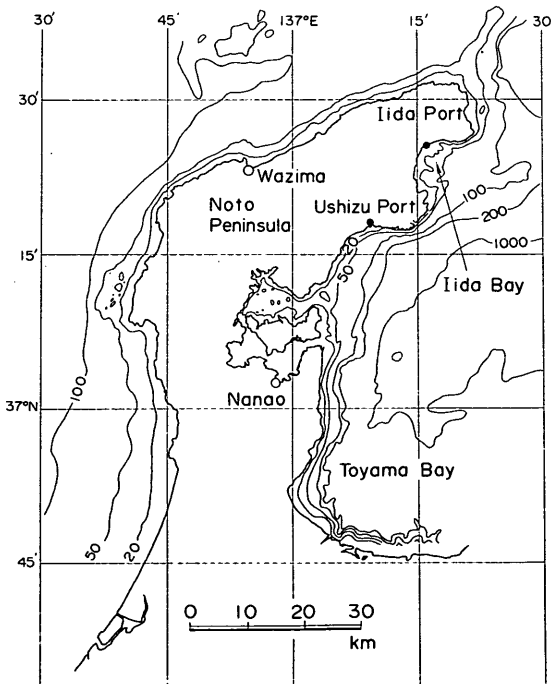 30' 45' 137°E 15' 30
30'
Iida Port
Wazima
Noto
Peninsula
Ushizu Port
100
200
1000
20
50
15'
Iida Bay
100
Nanao
37°N
Toyama Bay
50
20
45'
0 10 20 30
km